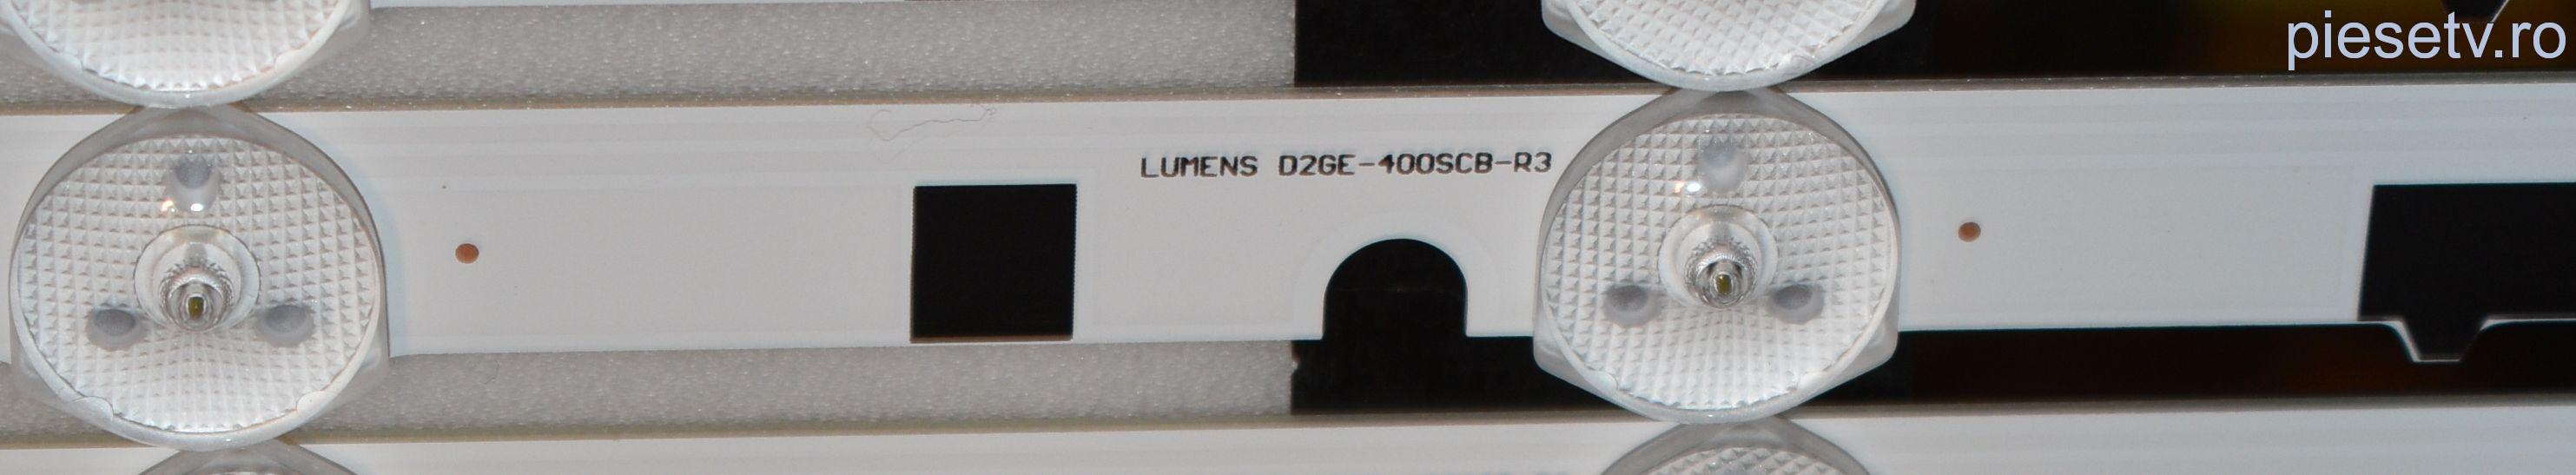 piesetv.ro
LUMENS D2GE-400SCB-R3